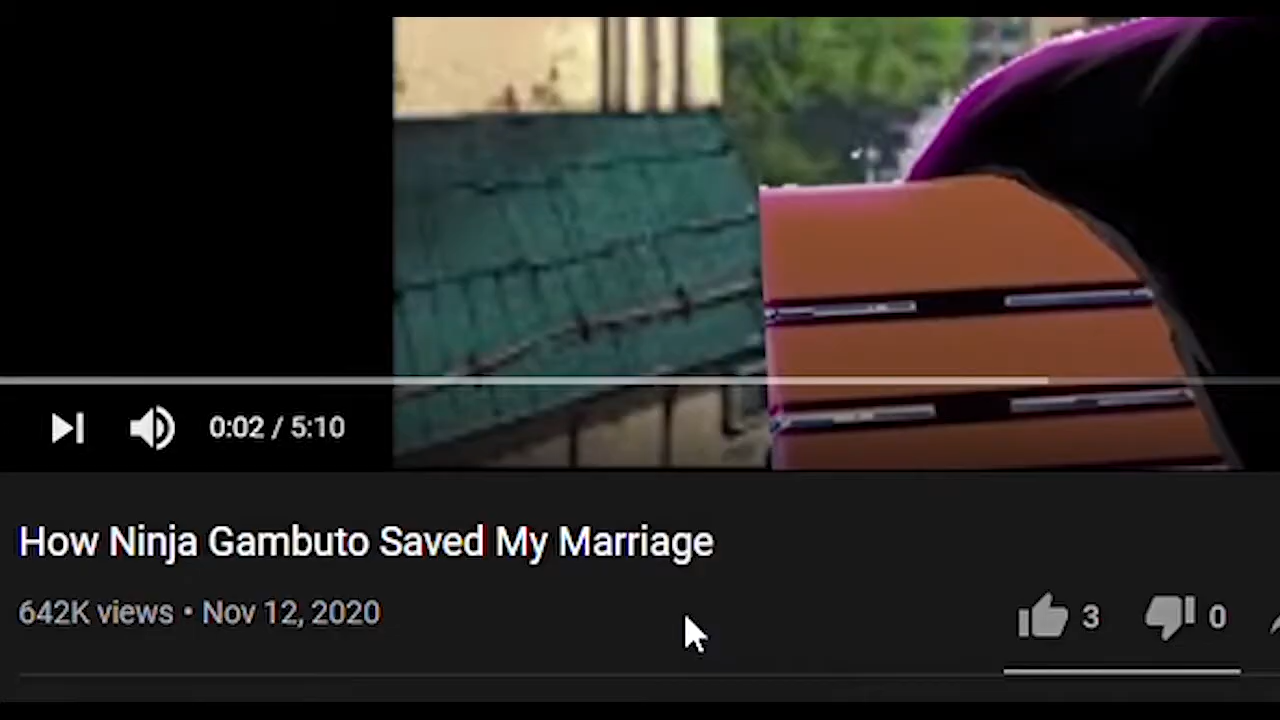 0:02 / 5:10
How Ninja Gambuto Saved My Marriage
642K views • Nov 12, 2020
3 0